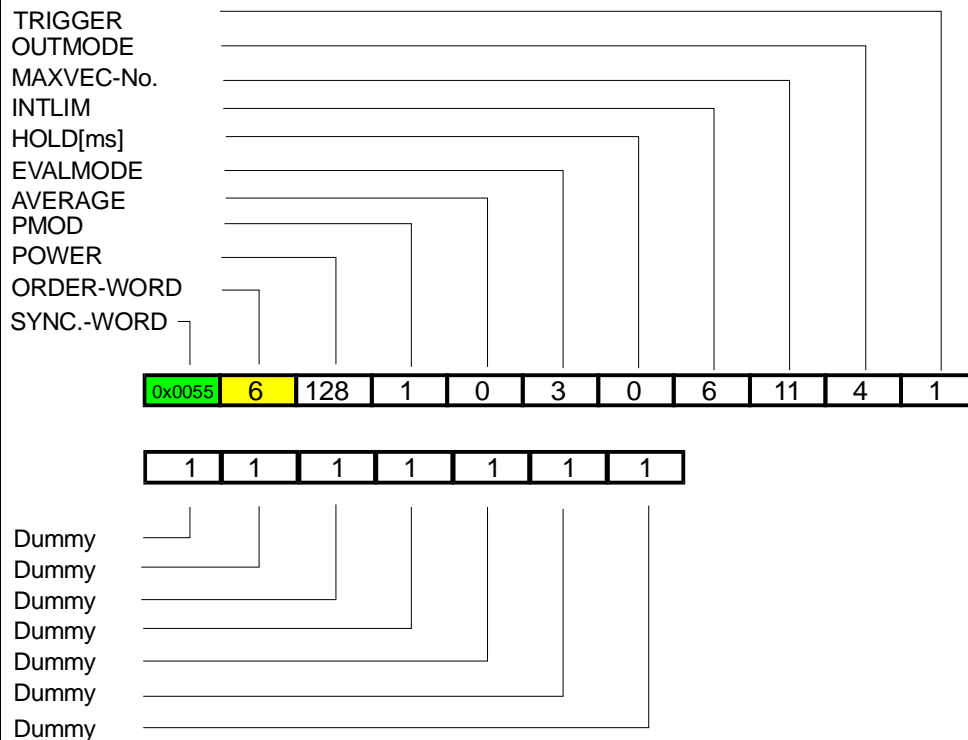 TRIGGER
OUTMODE
MAXVEC-No.
INTLIM
HOLD[ms]
EVALMODE
AVERAGE
PMOD
POWER
ORDER-WORD
SYNC.-WORD
0x0055 6 128 1 0 3 0 6 11 4 1
1 1 1 1 1 1 1
Dummy
Dummy
Dummy
Dummy
Dummy
Dummy
Dummy